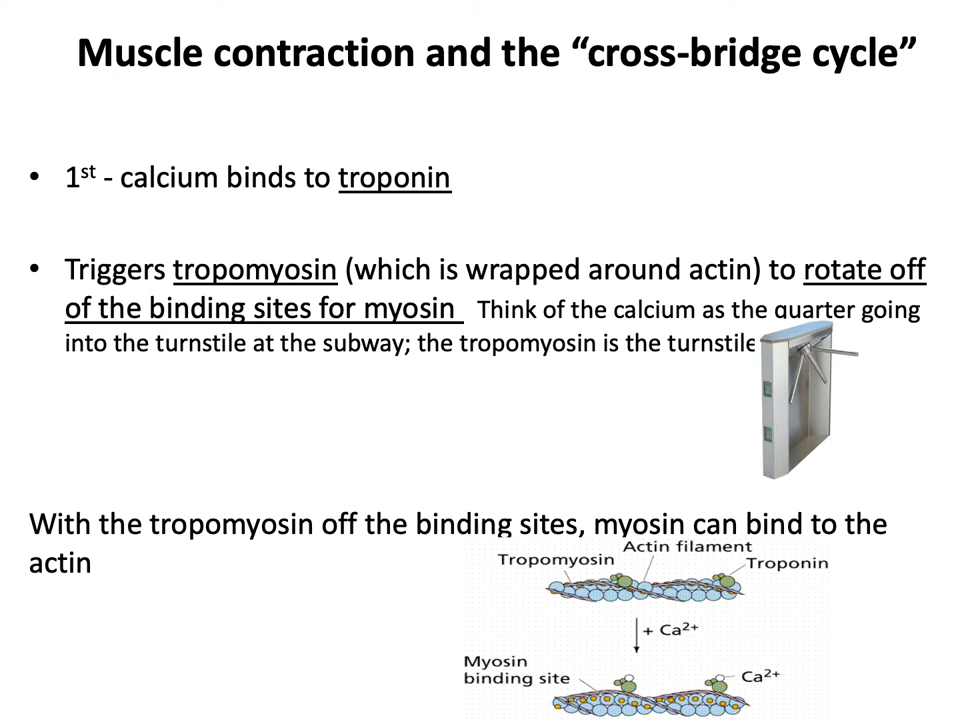 Muscle contraction and the “cross-bridge cycle”
• 1st - calcium binds to troponin
• Triggers tropomyosin (which is wrapped around actin) to rotate off
of the binding sites for myosin Think of the calcium as the quarter going
into the turnstile at the subway; the tropomyosin is the turnstile
With the tropomyosin off the binding sites, myosin can bind to the
actin
Actin filament
Tropomyosin
Troponin
+ Ca2+
Myosin
binding site
Ca2+